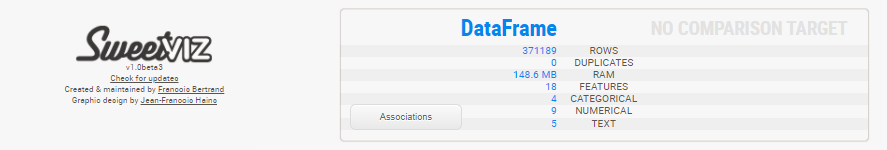 SweetVIZ
v1.0beta3
Check for updates
Created & maintained by Francois Bertrand
Graphic design by Jean-Francois Hains
DataFrame NO COMPARISON TARGET
371189 ROWS
0 DUPLICATES
148.6 MB RAM
18 FEATURES
4 CATEGORICAL
9 NUMERICAL
5 TEXT
Associations